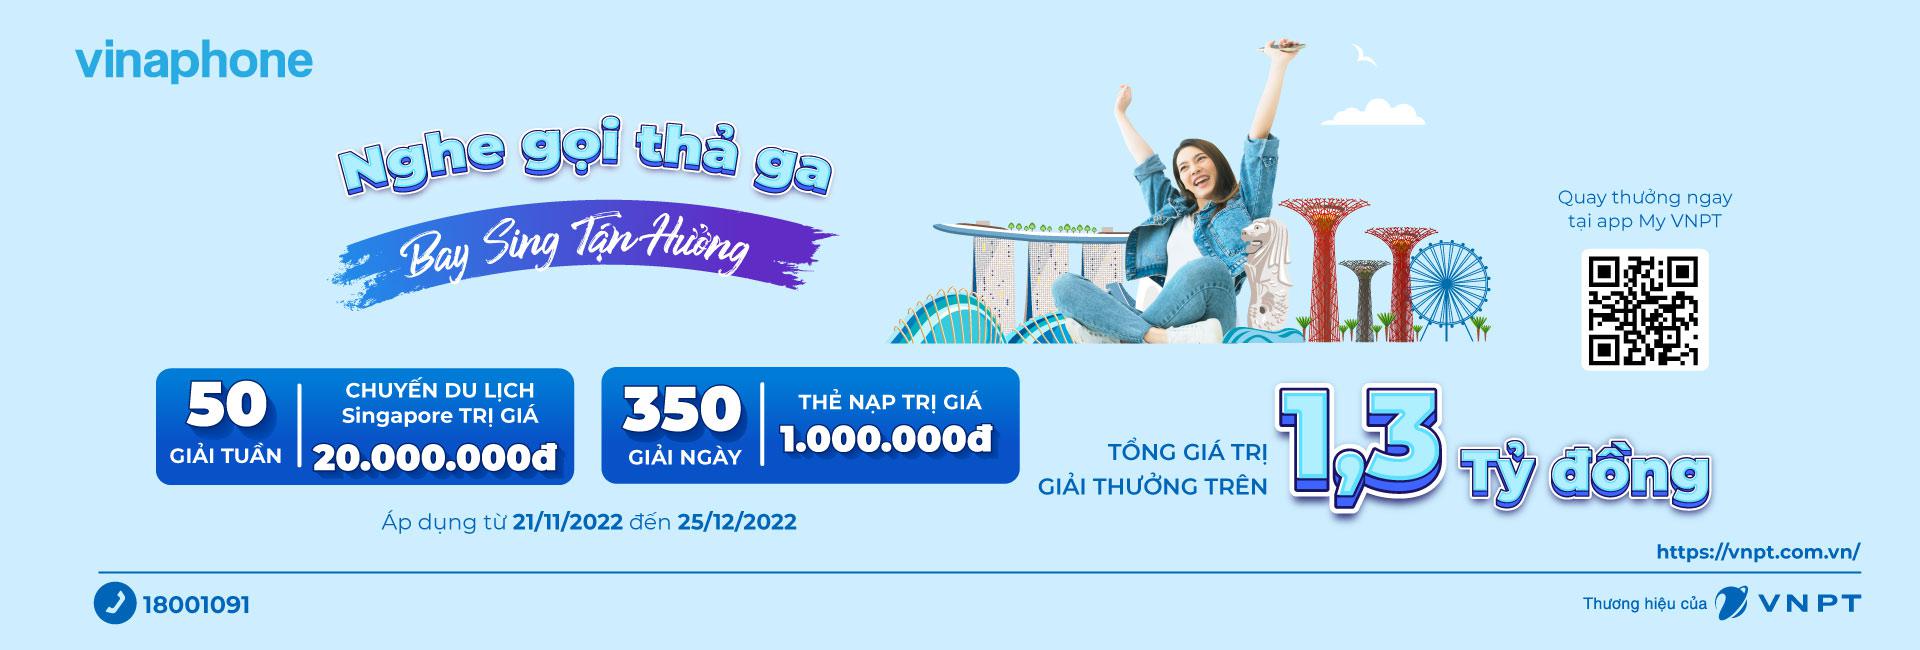 vinaphone
Nghe gọi thả ga
Bay Sing Tận Hưởng
Quay thưởng ngay
tại app My VNPT
50
GIẢI TUẦN
CHUYẾN DU LỊCH
Singapore TRỊ GIÁ
20.000.000đ
350
GIẢI NGÀY
THẺ NẠP TRỊ GIÁ
1.000.000đ
TỔNG GIÁ TRỊ
GIẢI THƯỞNG TRÊN
1,3 Tỷ đồng
Áp dụng từ 21/11/2022 đến 25/12/2022
https://vnpt.com.vn/
18001091
Thương hiệu của VNPT